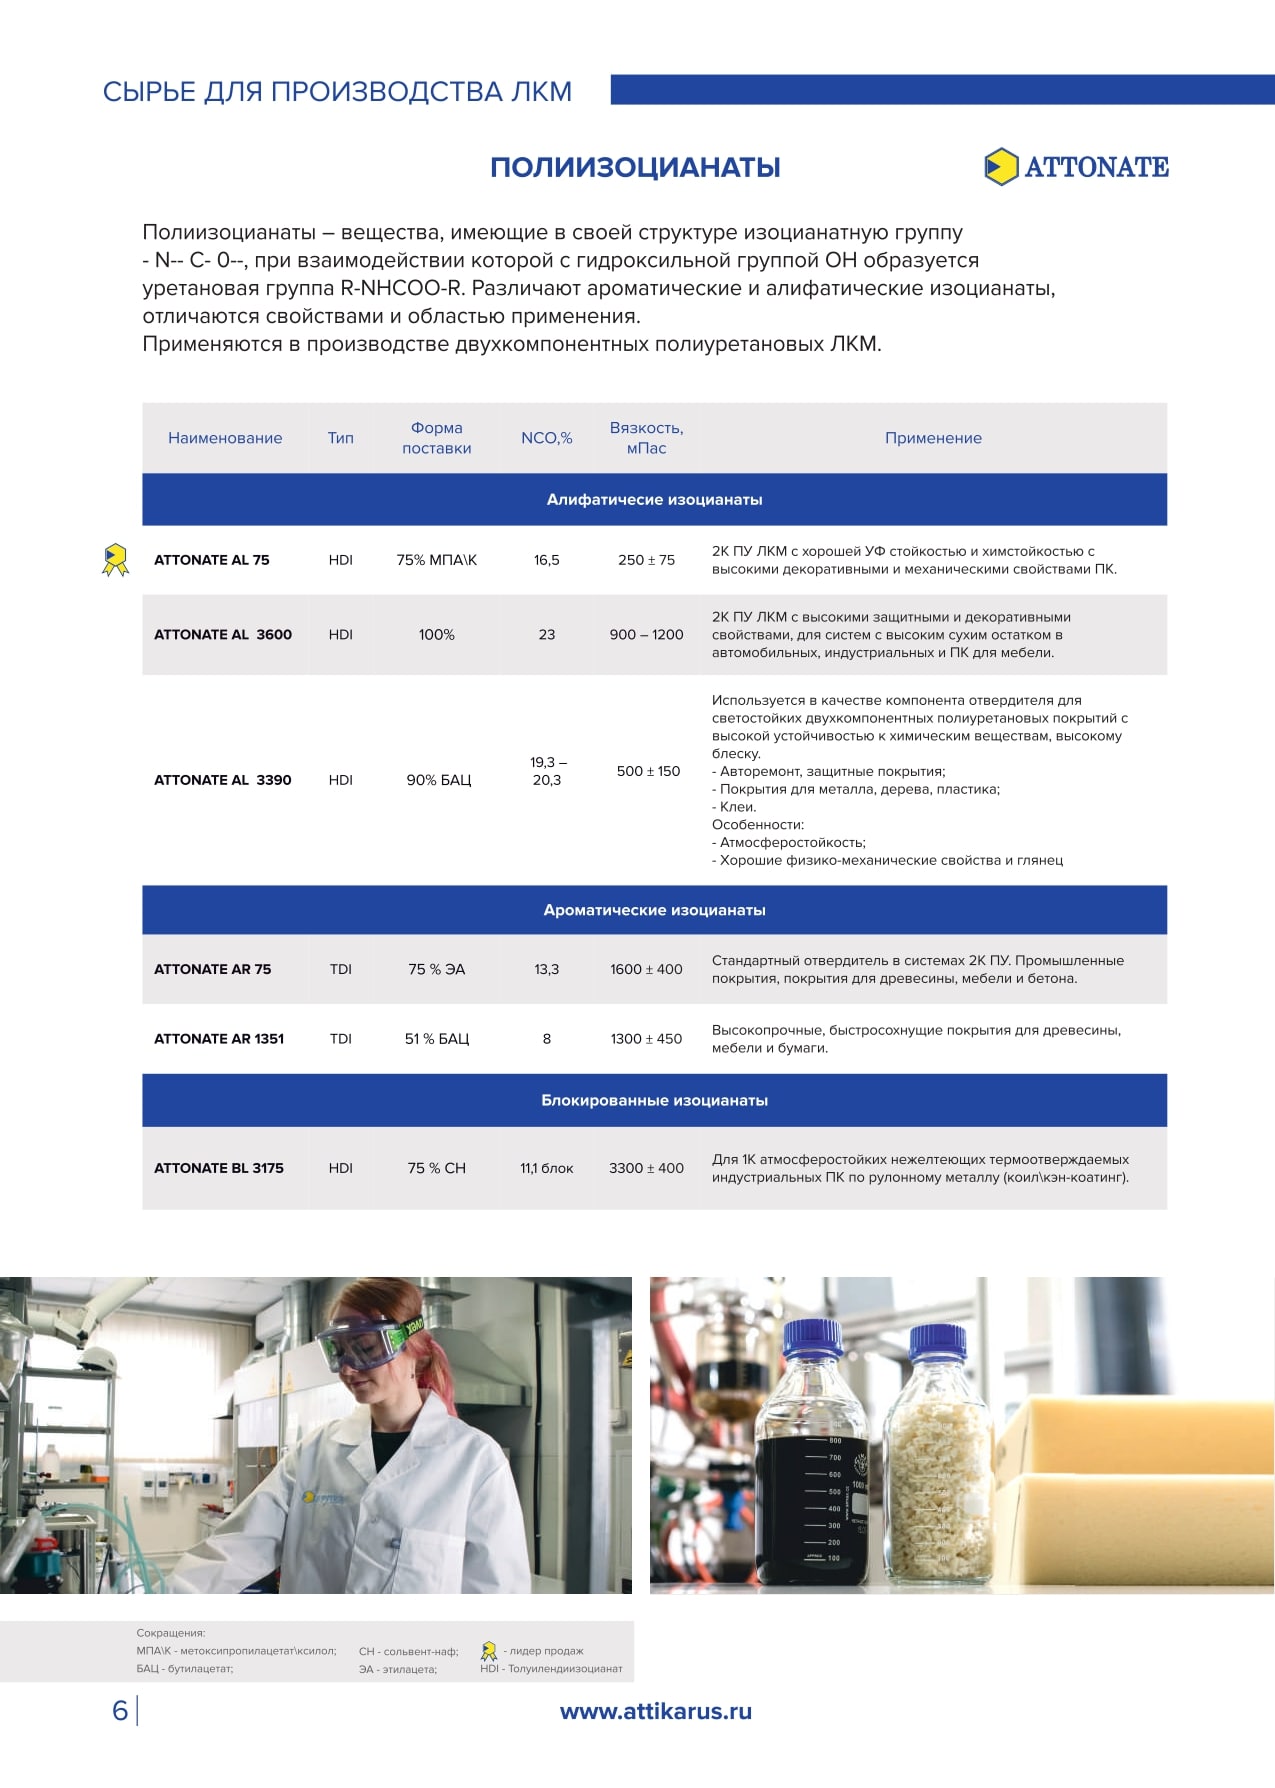 СЫРЬЕ ДЛЯ ПРОИЗВОДСТВА ЛКМ
ПОЛИИЗОЦИАНАТЫ
ATTONATE
Полиизоцианаты – вещества, имеющие в своей структуре изоцианатную группу
- N-- C- 0--, при взаимодействии которой с гидроксильной группой ОН образуется
уретановая группа R-NHCOO-R. Различают ароматические и алифатические изоцианаты,
отличаются свойствами и областью применения.
Применяются в производстве двухкомпонентных полиуретановых ЛКМ.
Наименование Тип Форма поставки NCO,% Вязкость, мПас Применение
Алифатичесие изоцианаты
ATTONATE AL 75 HDI 75% МПА\К 16,5 250 ± 75
2К ПУ ЛКМ с хорошей УФ стойкостью и химстойкостью с
высокими декоративными и механическими свойствами ПК.
ATTONATE AL 3600 HDI 100% 23 900 – 1200
2К ПУ ЛКМ с высокими защитными и декоративными
свойствами, для систем с высоким сухим остатком в
автомобильных, индустриальных и ПК для мебели.
ATTONATE AL 3390 HDI 90% БАЦ 19,3 – 20,3 500 ± 150
Используется в качестве компонента отвердителя для
светостойких двухкомпонентных полиуретановых покрытий с
высокой устойчивостью к химическим веществам, высокому
блеску.
- Авторемонт, защитные покрытия;
- Покрытия для металла, дерева, пластика;
- Клеи.
Особенности:
- Атмосферостойкость;
- Хорошие физико-механические свойства и глянец
Ароматические изоцианаты
ATTONATE AR 75 TDI 75 % ЭА 13,3 1600 ± 400
Стандартный отвердитель в системах 2К ПУ. Промышленные
покрытия, покрытия для древесины, мебели и бетона.
ATTONATE AR 1351 TDI 51 % БАЦ 8 1300 ± 450
Высокопрочные, быстросохнущие покрытия для древесины,
мебели и бумаги.
Блокированные изоцианаты
ATTONATE BL 3175 HDI 75 % СН 11,1 блок 3300 ± 400
Для 1К атмосферостойких нежелтеющих термоотверждаемых
индустриальных ПК по рулонному металлу (коил\кэн-коатинг).
uvex
800
700
600
500
400
300
200
100
Сокращения:
МПА\К - метоксипропилацетат\ксилол;
БАЦ - бутилацетат;
СН - сольвент-наф;
ЭА - этилацета;
- лидер продаж
HDI - Толуилендиизоцианат
6
www.attikarus.ru